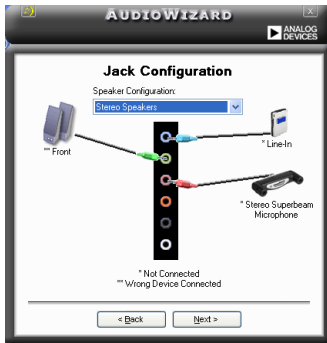 AUDIOWIZARD
ANALOG
DEVICES
Jack Configuration
Speaker Configuration:
Stereo Speakers
** Front
* Line-In
* Stereo Superbeam
Microphone
* Not Connected
** Wrong Device Connected
< Back
Next >